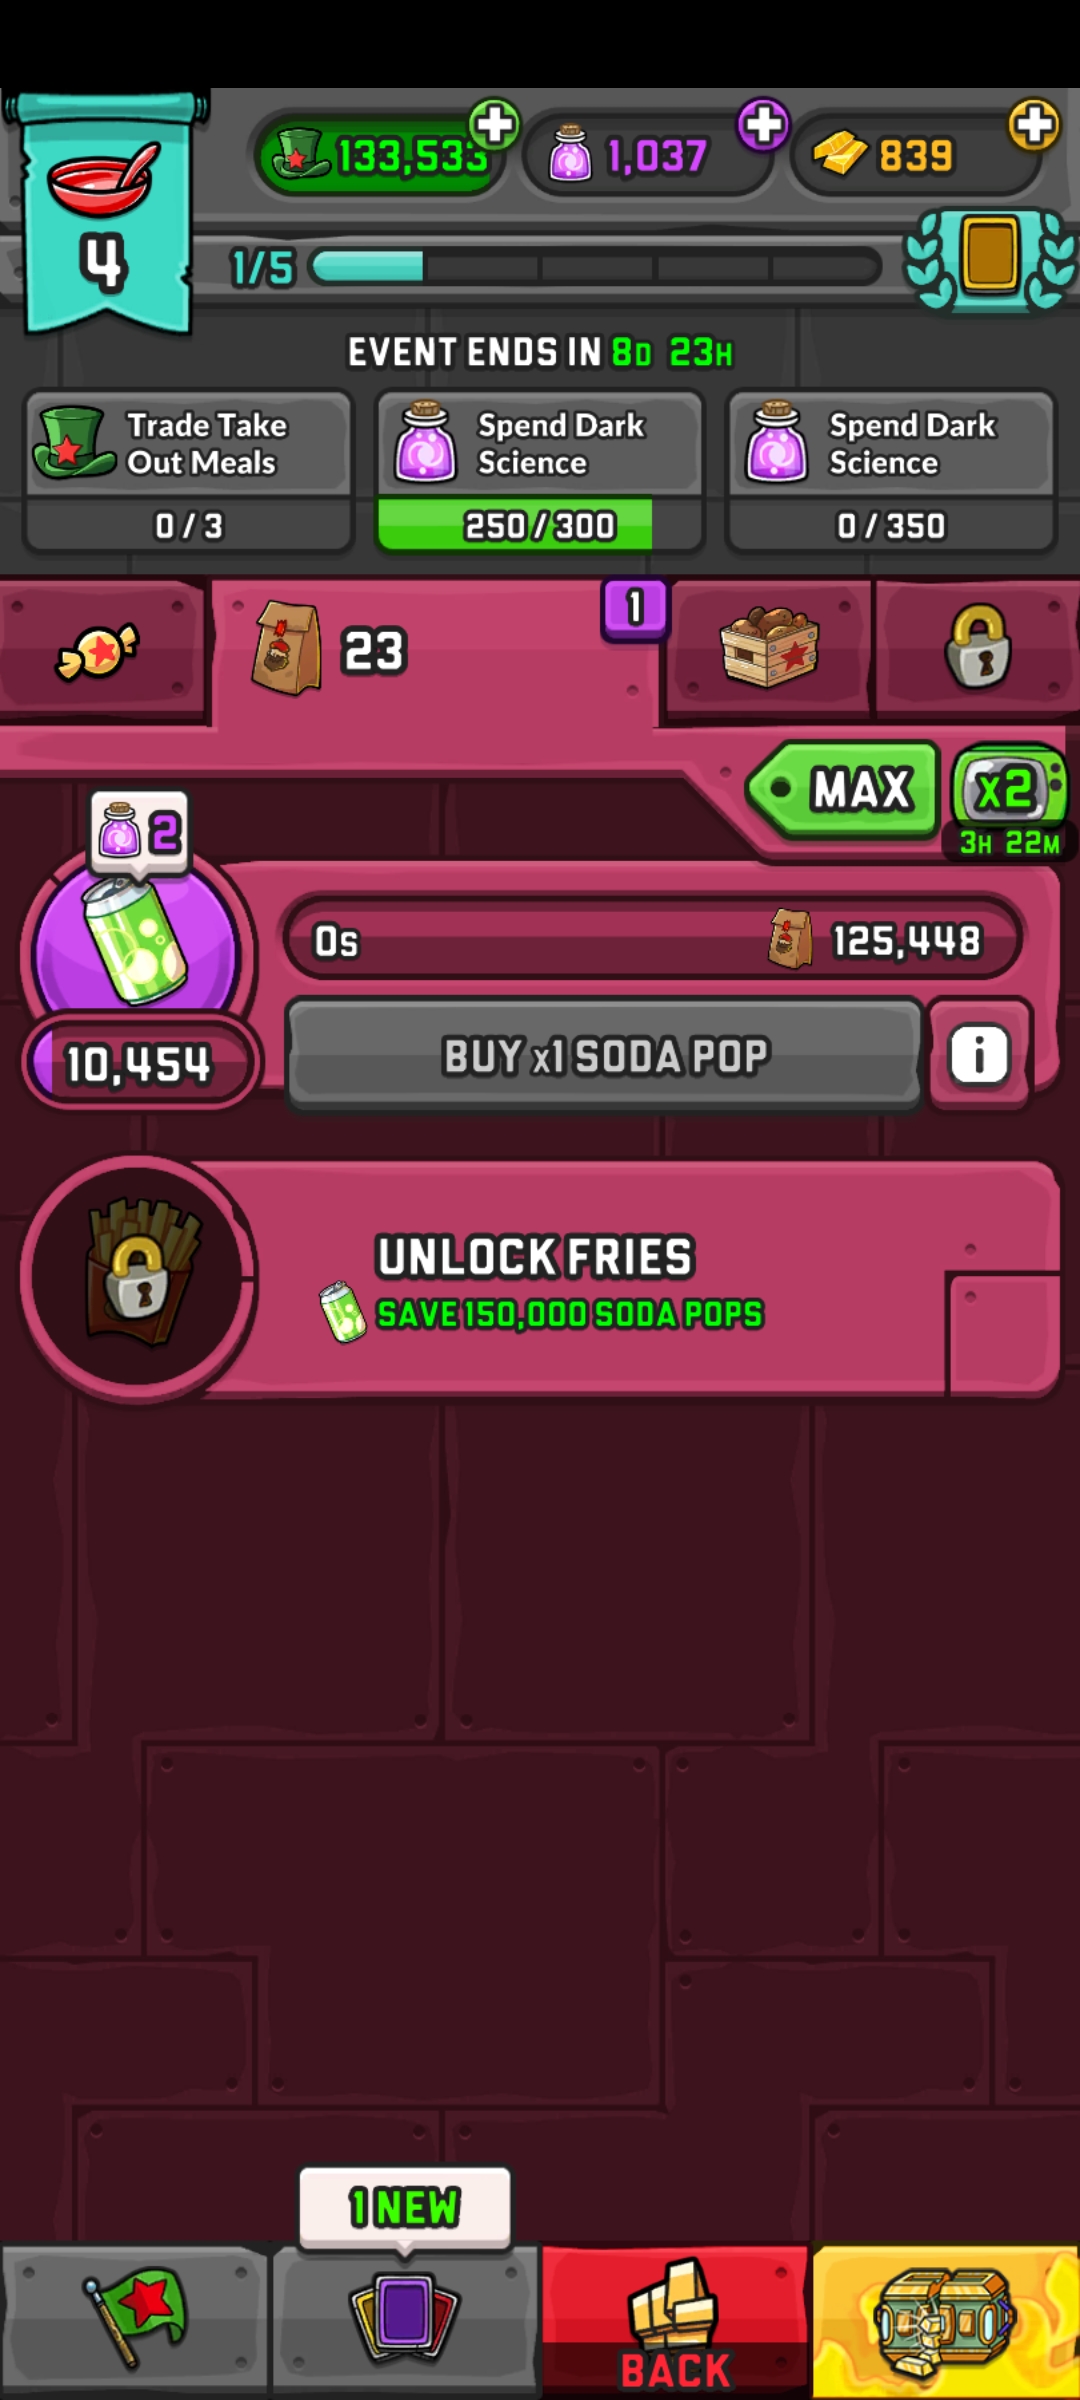 133,533
1,037
839
4
1/5
EVENT ENDS IN 8D 23H
Trade Take
Out Meals
0 / 3
Spend Dark
Science
250 / 300
Spend Dark
Science
0 / 350
23
1
MAX
x2
3H 22M
2
0s
125,448
10,454
BUY x1 SODA POP
i
UNLOCK FRIES
SAVE 150,000 SODA POPS
1 NEW
BACK